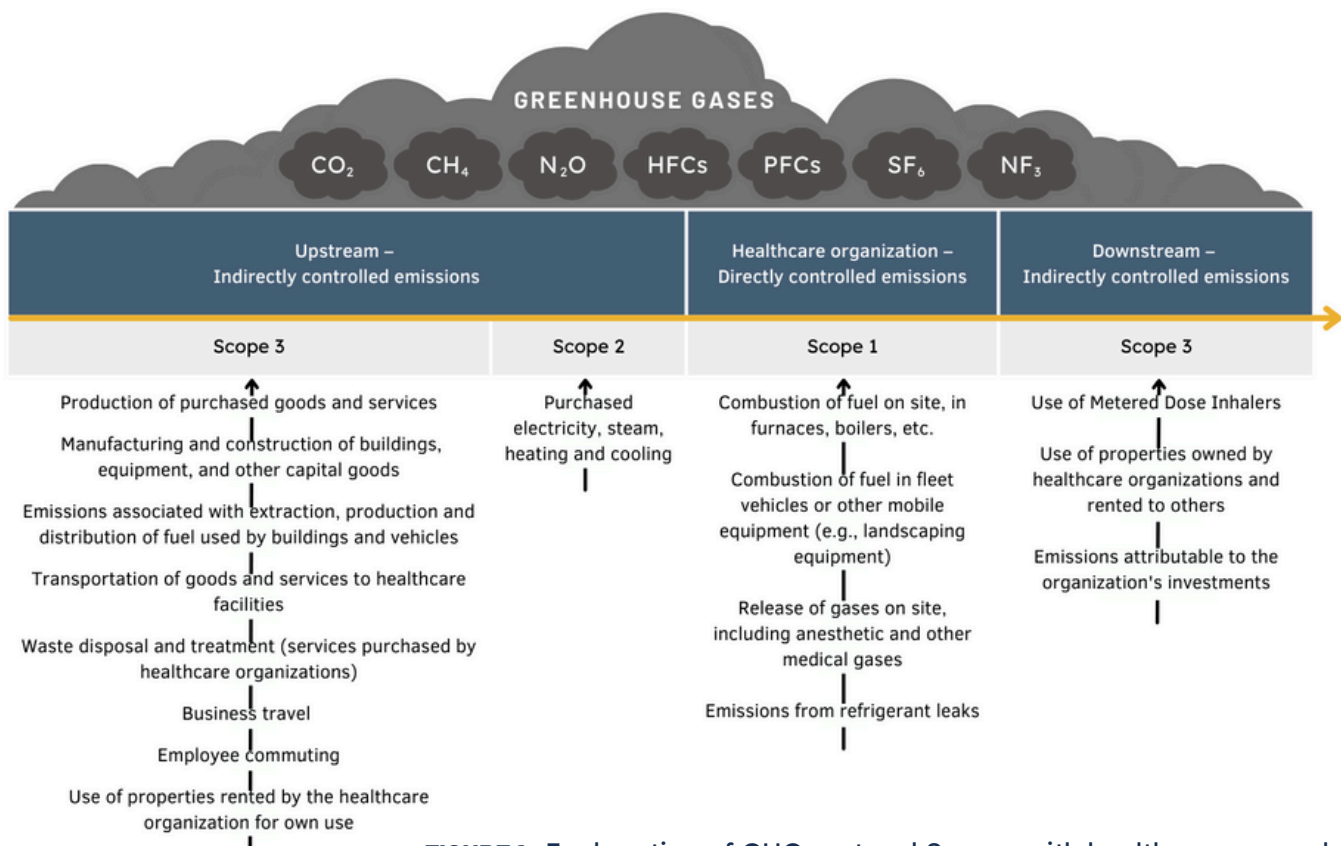 GREENHOUSE GASES
CO₂ CH₄ N₂O HFCs PFCs SF₆ NF₃
Upstream –
Indirectly controlled emissions
Healthcare organization –
Directly controlled emissions
Downstream –
Indirectly controlled emissions
Scope 3
Scope 2
Scope 1
Scope 3
Production of purchased goods and services
Manufacturing and construction of buildings,
equipment, and other capital goods
Emissions associated with extraction, production and
distribution of fuel used by buildings and vehicles
Transportation of goods and services to healthcare
facilities
Waste disposal and treatment (services purchased by
healthcare organizations)
Business travel
Employee commuting
Use of properties rented by the healthcare
organization for own use
Purchased
electricity, steam,
heating and cooling
Combustion of fuel on site, in
furnaces, boilers, etc.
Combustion of fuel in fleet
vehicles or other mobile
equipment (e.g., landscaping
equipment)
Release of gases on site,
including anesthetic and other
medical gases
Emissions from refrigerant leaks
Use of Metered Dose Inhalers
Use of properties owned by
healthcare organizations and
rented to others
Emissions attributable to the
organization's investments